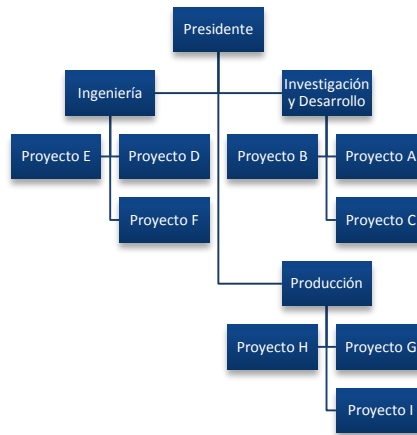 Presidente
Ingeniería
Investigación
y Desarrollo
Proyecto E
Proyecto D
Proyecto B
Proyecto A
Proyecto F
Proyecto C
Producción
Proyecto H
Proyecto G
Proyecto I